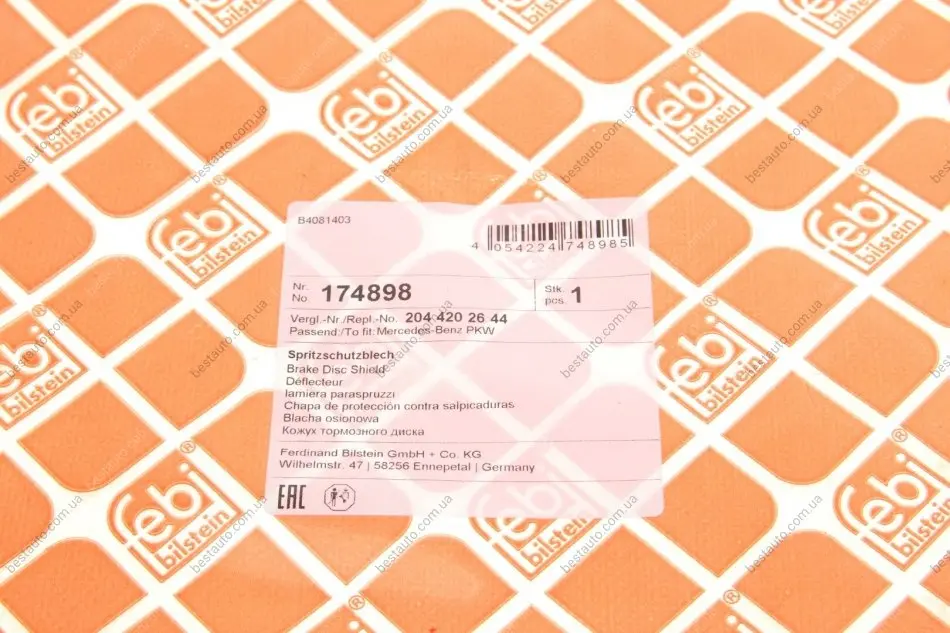 B4081403
4 054224 748985
Nr.
No 174898
Stk.
pcs. 1
Vergl.-Nr./Repl.-No. 204 420 26 44
Passend:/To fit: Mercedes-Benz PKW
Spritzschutzblech
Brake Disc Shield
Déflecteur
lamiera paraspruzzi
Chapa de protección contra salpicaduras
Blacha osionowa
Кожух тормозного диска
Ferdinand Bilstein GmbH + Co. KG
Wilhelmstr. 47 | 58256 Ennepetal | Germany
EAC
febi®
bilstein
bestauto.com.ua